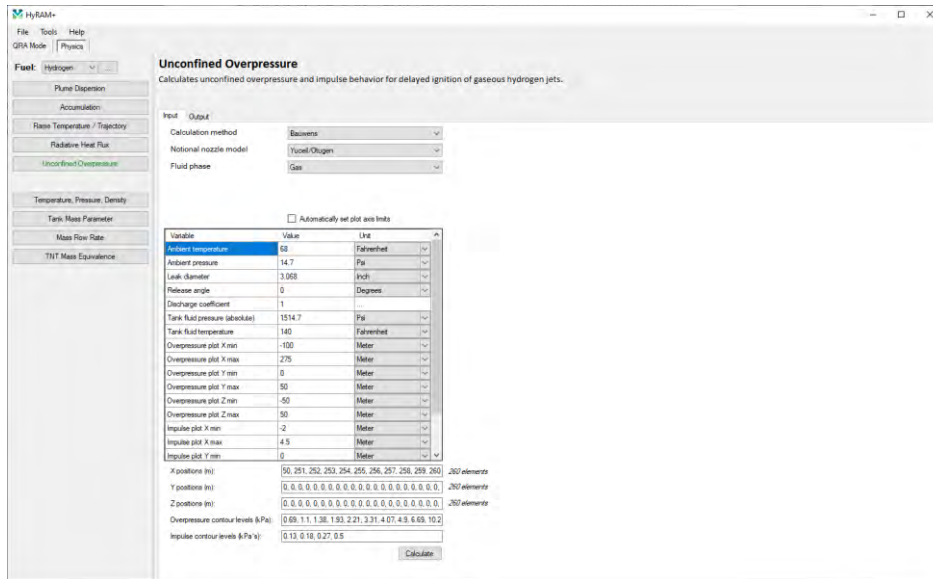 HyRAM+
File Tools Help
QRA Mode Physics
Fuel: Hydrogen ...
Plume Dispersion
Accumulation
Flame Temperature / Trajectory
Radiative Heat Flux
Unconfined Overpressure
Temperature, Pressure, Density
Tank Mass Parameter
Mass Flow Rate
TNT Mass Equivalence
Unconfined Overpressure
Calculates unconfined overpressure and impulse behavior for delayed ignition of gaseous hydrogen jets.
Input Output
Calculation method Bauwens
Notional nozzle model Yuceil/Otugen
Fluid phase Gas
Automatically set plot axis limits
Variable Value Unit
Ambient temperature 68 Fahrenheit
Ambient pressure 14.7 Psi
Leak diameter 3.068 Inch
Release angle 0 Degrees
Discharge coefficient 1 ...
Tank fluid pressure (absolute) 1514.7 Psi
Tank fluid temperature 140 Fahrenheit
Overpressure plot X min -100 Meter
Overpressure plot X max 275 Meter
Overpressure plot Y min 0 Meter
Overpressure plot Y max 50 Meter
Overpressure plot Z min -50 Meter
Overpressure plot Z max 50 Meter
Impulse plot X min -2 Meter
Impulse plot X max 4.5 Meter
Impulse plot Y min 0 Meter
X positions (m): 50, 251, 252, 253, 254, 255, 256, 257, 258, 259, 260 260 elements
Y positions (m): 0, 0, 0, 0, 0, 0, 0, 0, 0, 0, 0, 0, 0, 0, 0, 0, 0, 0, 0, 0, 260 elements
Z positions (m): 0, 0, 0, 0, 0, 0, 0, 0, 0, 0, 0, 0, 0, 0, 0, 0, 0, 0, 0, 0, 260 elements
Overpressure contour levels (kPa): 0.69, 1.1, 1.38, 1.93, 2.21, 3.31, 4.07, 4.9, 6.69, 10.2
Impulse contour levels (kPa*s): 0.13, 0.18, 0.27, 0.5
Calculate